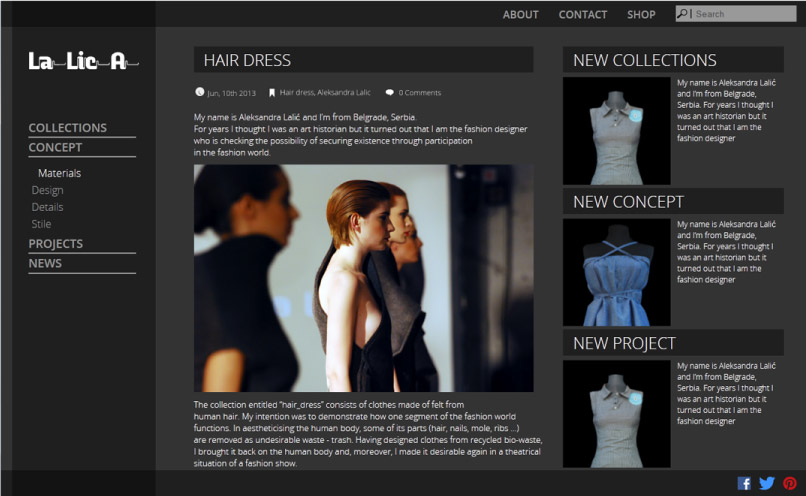 ABOUT CONTACT SHOP Search
La Lic A
COLLECTIONS
CONCEPT
Materials
Design
Details
Stile
PROJECTS
NEWS
HAIR DRESS
Jun, 10th 2013 Hair dress, Aleksandra Lalic 0 Comments
My name is Aleksandra Lalić and I'm from Belgrade, Serbia.
For years I thought I was an art historian but it turned out that I am the fashion designer
who is checking the possibility of securing existence through participation
in the fashion world.
The collection entitled "hair_dress" consists of clothes made of felt from
human hair. My intention was to demonstrate how one segment of the fashion world
functions. In aestheticising the human body, some of its parts (hair, nails, mole, ribs ...)
are removed as undesirable waste - trash. Having designed clothes from recycled bio-waste,
I brought it back on the human body and, moreover, I made it desirable again in a theatrical
situation of a fashion show.
NEW COLLECTIONS
My name is Aleksandra Lalić
and I'm from Belgrade,
Serbia. For years I thought I
was an art historian but it
turned out that I am the
fashion designer
NEW CONCEPT
My name is Aleksandra Lalić
and I'm from Belgrade,
Serbia. For years I thought I
was an art historian but it
turned out that I am the
fashion designer
NEW PROJECT
My name is Aleksandra Lalić
and I'm from Belgrade,
Serbia. For years I thought I
was an art historian but it
turned out that I am the
fashion designer